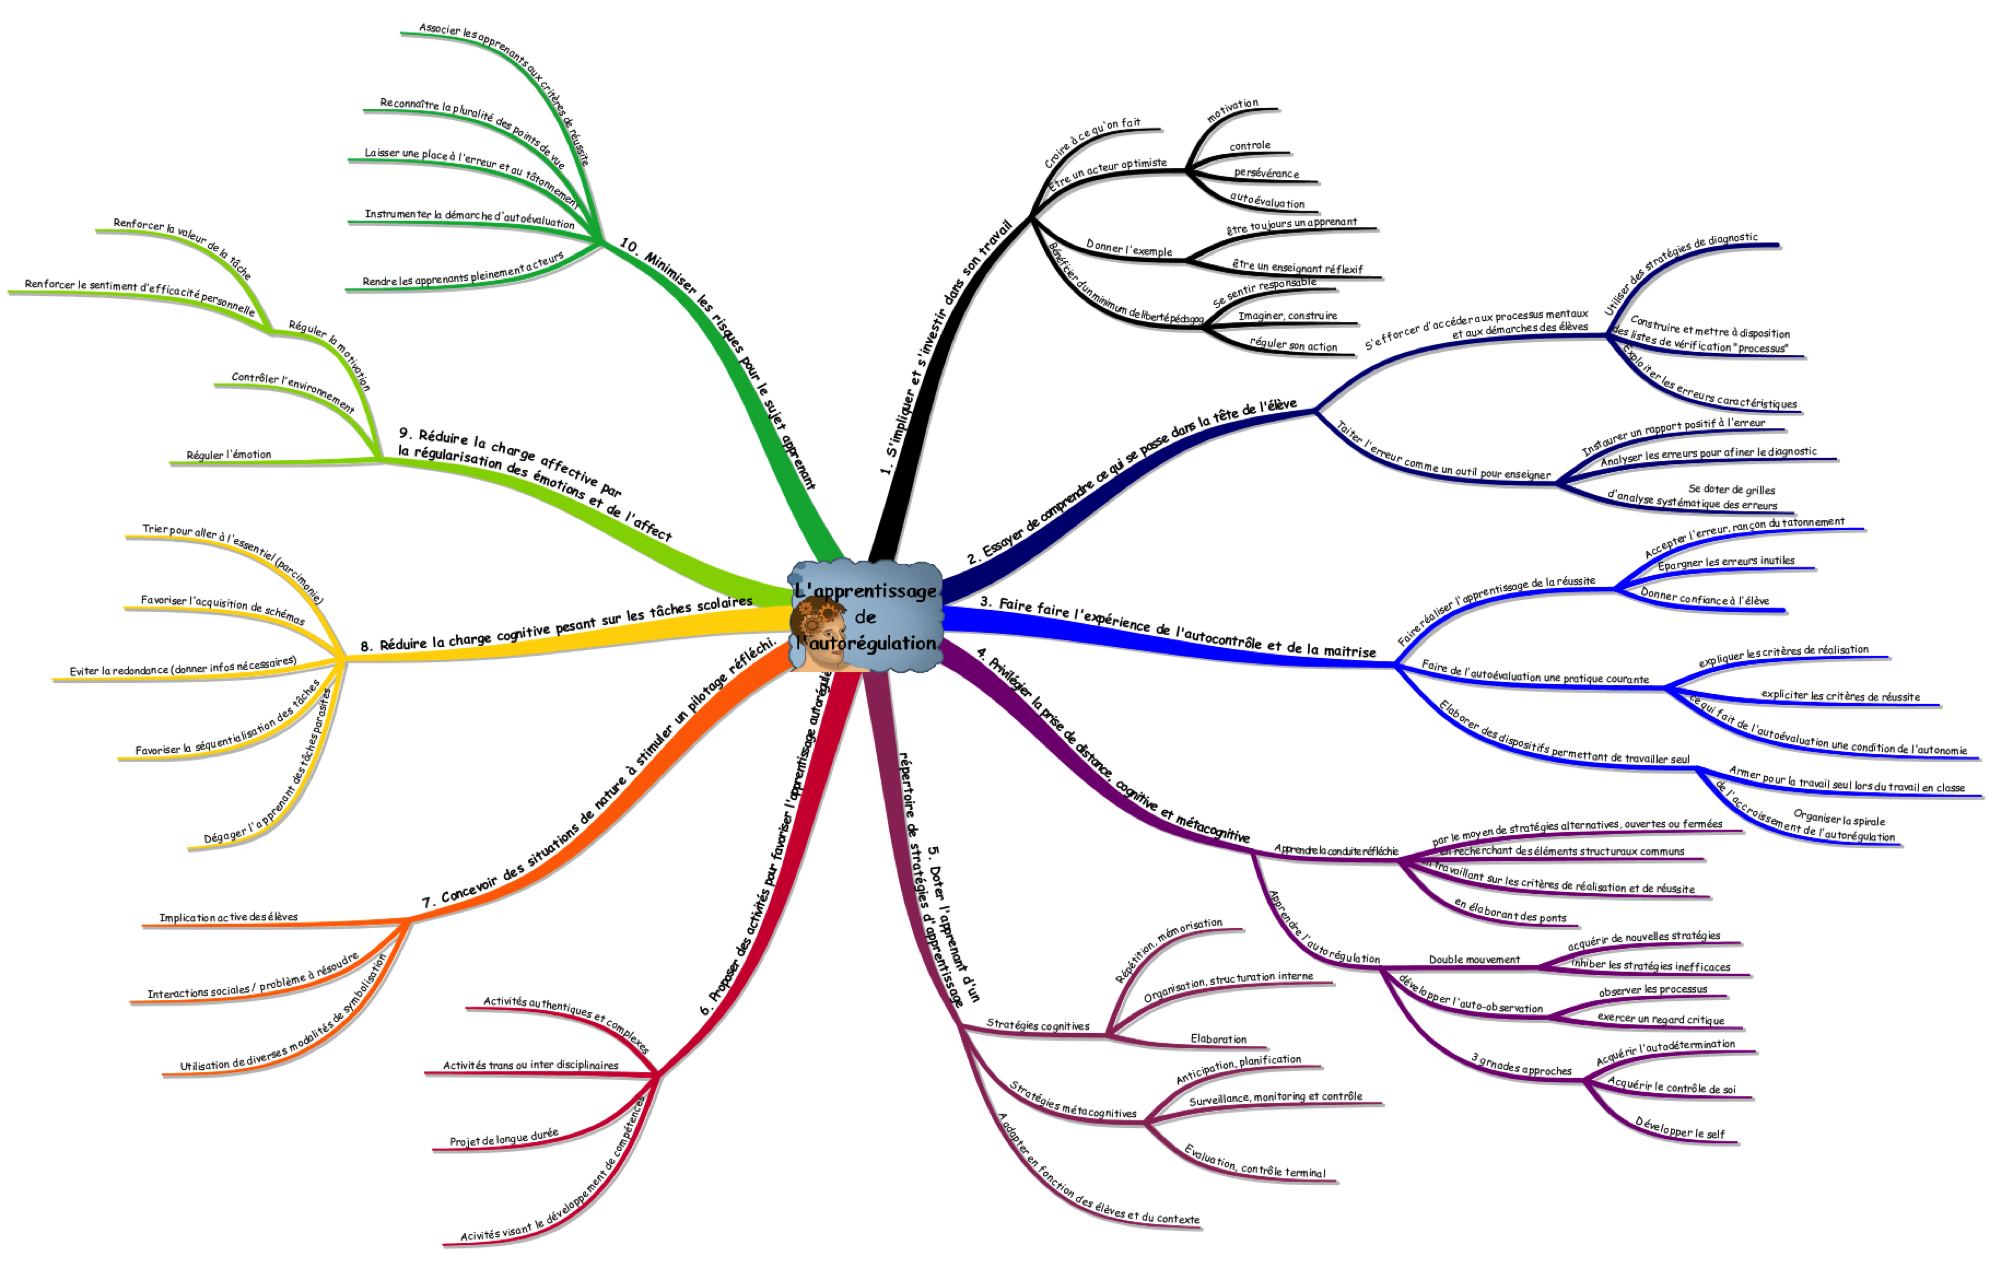 L'apprentissage
de
l'autorégulation
1. S'impliquer et s'investir dans son travail
Croire à ce qu'on fait
Etre un acteur optimiste
motivation
controle
persévérance
autoévaluation
Donner l'exemple
être toujours un apprenant
être un enseignant réflexif
Bénéficier d'un minimum de liberté pédagog
Se sentir responsable
Imaginer, construire
réguler son action
2. Essayer de comprendre ce qui se passe dans la tête de l'élève
S'efforcer d'accéder aux processus mentaux
et aux démarches des élèves
Utiliser des stratégies de diagnostic
Construire et mettre à disposition
des listes de vérification "processus"
Exploiter les erreurs caractéristiques
Taiter l'erreur comme un outil pour enseigner
Instaurer un rapport positif à l'erreur
Analyser les erreurs pour afiner le diagnostic
Se doter de grilles
d'analyse systématique des erreurs
3. Faire faire l'expérience de l'autocontrôle et de la maitrise
Faire réaliser l'apprentissage de la réussite
Accepter l'erreur, rançon du tatonnement
Epargner les erreurs inutiles
Donner confiance à l'élève
Faire de l'autoévaluation une pratique courante
expliquer les critères de réalisation
expliciter les critères de réussite
ce qui fait de l'autoévaluation une condition de l'autonomie
Elaborer des dispositifs permettant de travailler seul
Armer pour la travail seul lors du travail en classe
Organiser la spirale
de l'accroissement de l'autorégulation
4. Privilégier la prise de distance, cognitive et métacognitive
Apprendre la conduite réfléchie
par le moyen de stratégies alternatives, ouvertes ou fermées
en recherchant des éléments structuraux communs
en travaillant sur les critères de réalisation et de réussite
en élaborant des ponts
Apprendre l'autorégulation
Double mouvement
acquérir de nouvelles stratégies
inhiber les stratégies inefficaces
développer l'auto-observation
observer les processus
exercer un regard critique
3 grnades approches
Acquérir l'autodétermination
Acquérir le contrôle de soi
Développer le self
5. Doter l'apprenant d'un
répertoire de stratégies d'apprentissage
Stratégies cognitives
Répétition, mémorisation
Organisation, structuration interne
Elaboration
Stratégies métacognitives
Anticipation, planification
Surveillance, monitoring et contrôle
Evaluation, contrôle terminal
A adapter en fonction des élèves et du contexte
6. Proposer des activités pour favoriser l'apprentissage autorégulé
Activités authentiques et complexes
Activités trans ou inter disciplinaires
Projet de longue durée
Acivités visant le développement de compétences
7. Concevoir des situations de nature à stimuler un pilotage réfléchi.
Implication active des élèves
Interactions sociales / problème à résoudre
Utilisation de diverses modalités de symbolisation
8. Réduire la charge cognitive pesant sur les tâches scolaires
Trier pour aller à l'essentiel (parcimonie)
Favoriser l'acquisition de schémas
Eviter la redondance (donner infos nécessaires)
Favoriser la séquentialisation des tâches
Dégager l'apprenant des tâches parasites
9. Réduire la charge affective par
la régularisation des émotions et de l'affect
Réguler la motivation
Renforcer la valeur de la tâche
Renforcer le sentiment d'efficacité personnelle
Contrôler l'environnement
Réguler l'émotion
10. Minimiser les risques pour le sujet apprenant
Associer les apprenants aux critères de réussite
Reconnaître la pluralité des points de vue
Laisser une place à l'erreur et au tâtonnement
Instrumenter la démarche d'autoévaluation
Rendre les apprenants pleinement acteurs